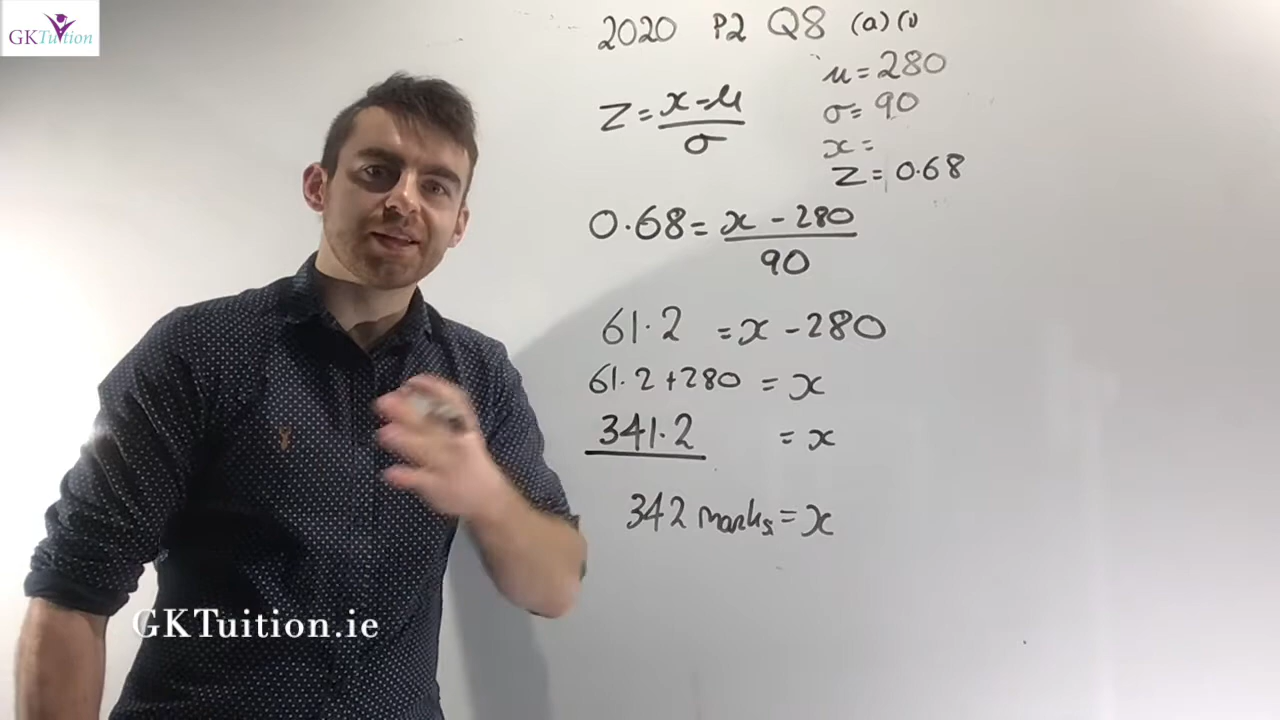 GKTuition
2020 P2 Q8 (a)(i)
μ = 280
σ = 90
x =
z = 0.68
z = x - μ / σ
0.68 = x - 280 / 90
61.2 = x - 280
61.2 + 280 = x
341.2 = x
342 marks = x
GKTuition.ie